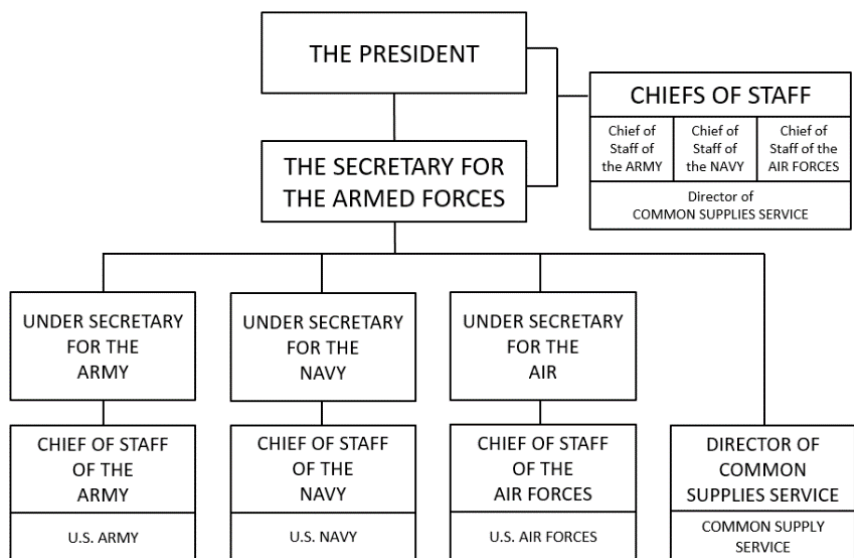 THE PRESIDENT
CHIEFS OF STAFF
Chief of
Staff of
the ARMY
Chief of
Staff of
the NAVY
Chief of
Staff of the
AIR FORCES
Director of
COMMON SUPPLIES SERVICE
THE SECRETARY FOR
THE ARMED FORCES
UNDER SECRETARY
FOR THE
ARMY
UNDER SECRETARY
FOR THE
NAVY
UNDER SECRETARY
FOR THE
AIR
CHIEF OF STAFF
OF THE
ARMY
U.S. ARMY
CHIEF OF STAFF
OF THE
NAVY
U.S. NAVY
CHIEF OF STAFF
OF THE
AIR FORCES
U.S. AIR FORCES
DIRECTOR OF
COMMON
SUPPLIES SERVICE
COMMON SUPPLY
SERVICE